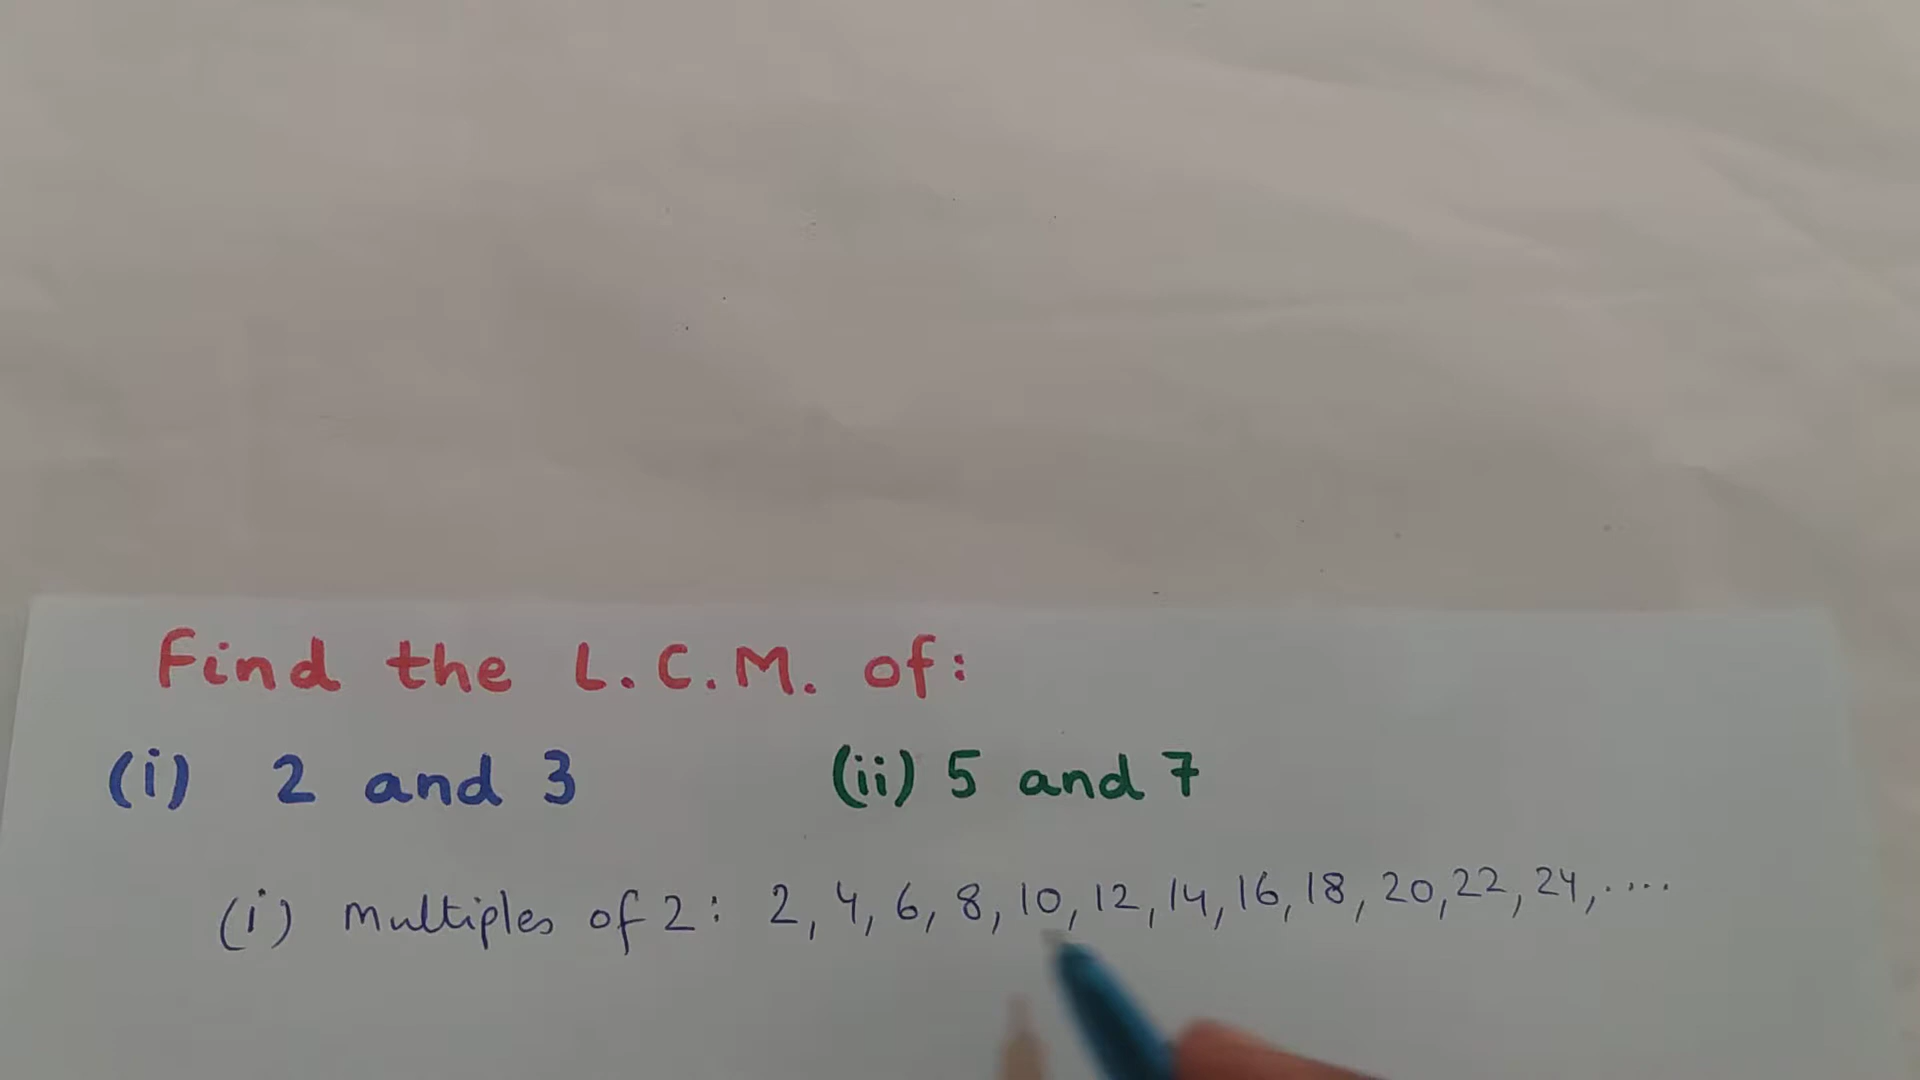 Find the L.C.M. of:
(i) 2 and 3 (ii) 5 and 7
(i) Multiples of 2: 2, 4, 6, 8, 10, 12, 14, 16, 18, 20, 22, 24, ....